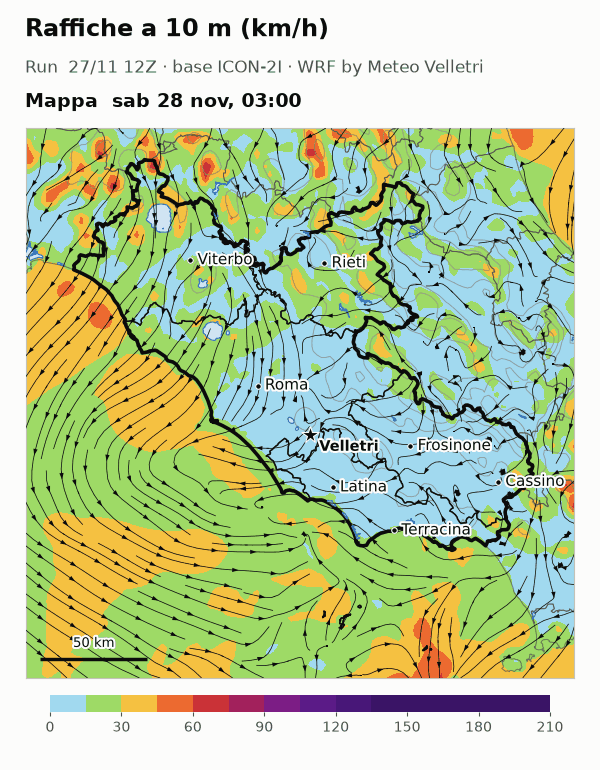 Raffiche a 10 m (km/h)
Run  27/11 12Z · base ICON-2I · WRF by Meteo Velletri
Mappa  sab 28 nov, 03:00
Viterbo
Rieti
Roma
Velletri
Frosinone
Latina
Cassino
Terracina
50 km
0 30 60 90 120 150 180 210